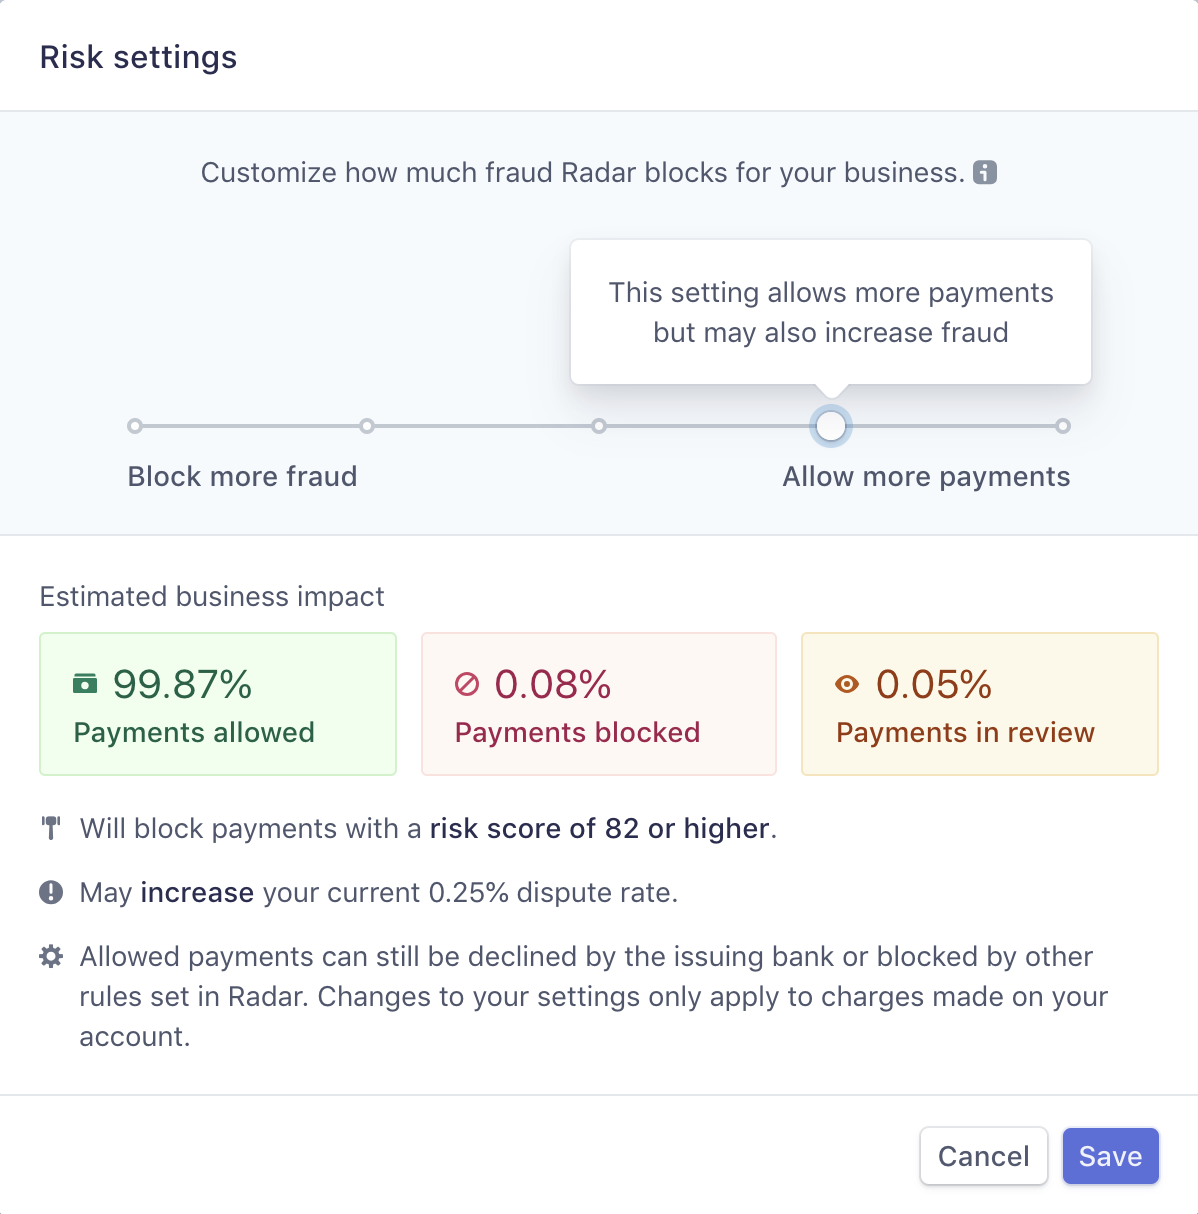 Risk settings
Customize how much fraud Radar blocks for your business.
This setting allows more payments
but may also increase fraud
Block more fraud
Allow more payments
Estimated business impact
99.87%
Payments allowed
0.08%
Payments blocked
0.05%
Payments in review
Will block payments with a risk score of 82 or higher.
May increase your current 0.25% dispute rate.
Allowed payments can still be declined by the issuing bank or blocked by other
rules set in Radar. Changes to your settings only apply to charges made on your
account.
Cancel
Save